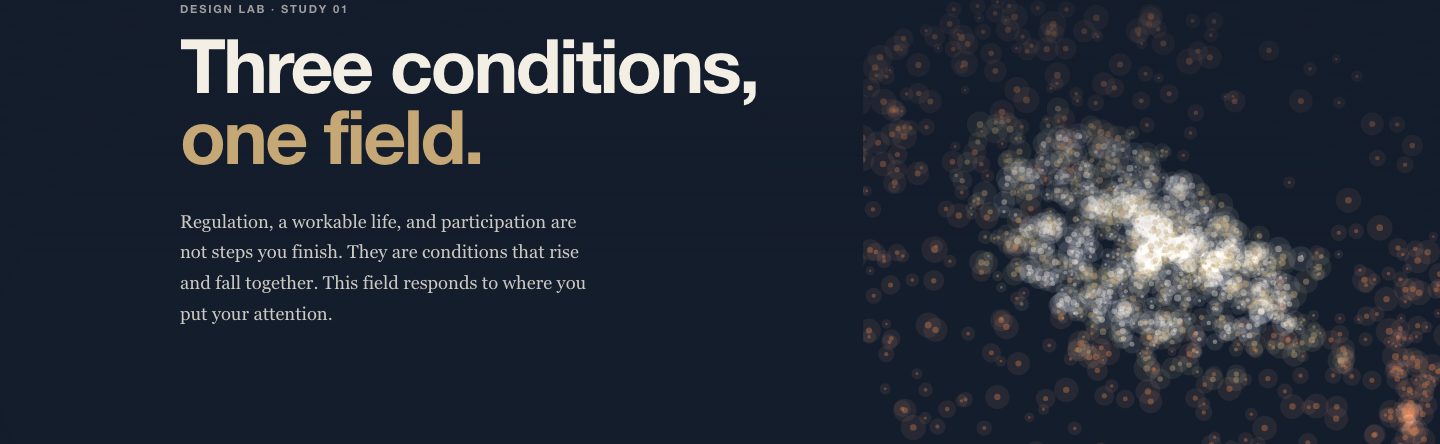 DESIGN LAB · STUDY 01
Three conditions,
one field.
Regulation, a workable life, and participation are
not steps you finish. They are conditions that rise
and fall together. This field responds to where you
put your attention.